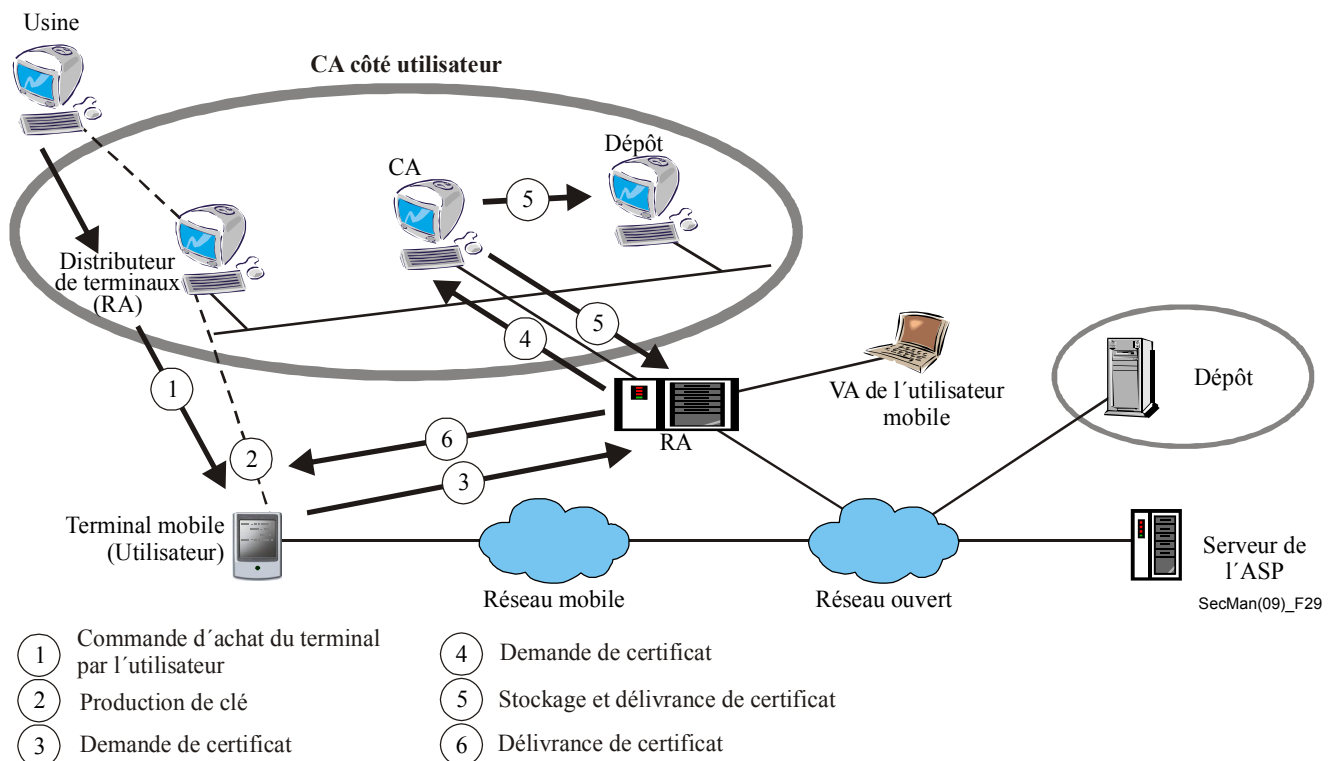 Usine
CA côté utilisateur
Dépôt
CA
5
Distributeur
de terminaux
(RA)
5
4
1
VA de l´utilisateur
mobile
Dépôt
6
RA
2
3
Terminal mobile
(Utilisateur)
Réseau mobile
Réseau ouvert
Serveur de
l´ASP
SecMan(09)_F29
1 Commande d´achat du terminal
par l´utilisateur
2 Production de clé
3 Demande de certificat
4 Demande de certificat
5 Stockage et délivrance de certificat
6 Délivrance de certificat